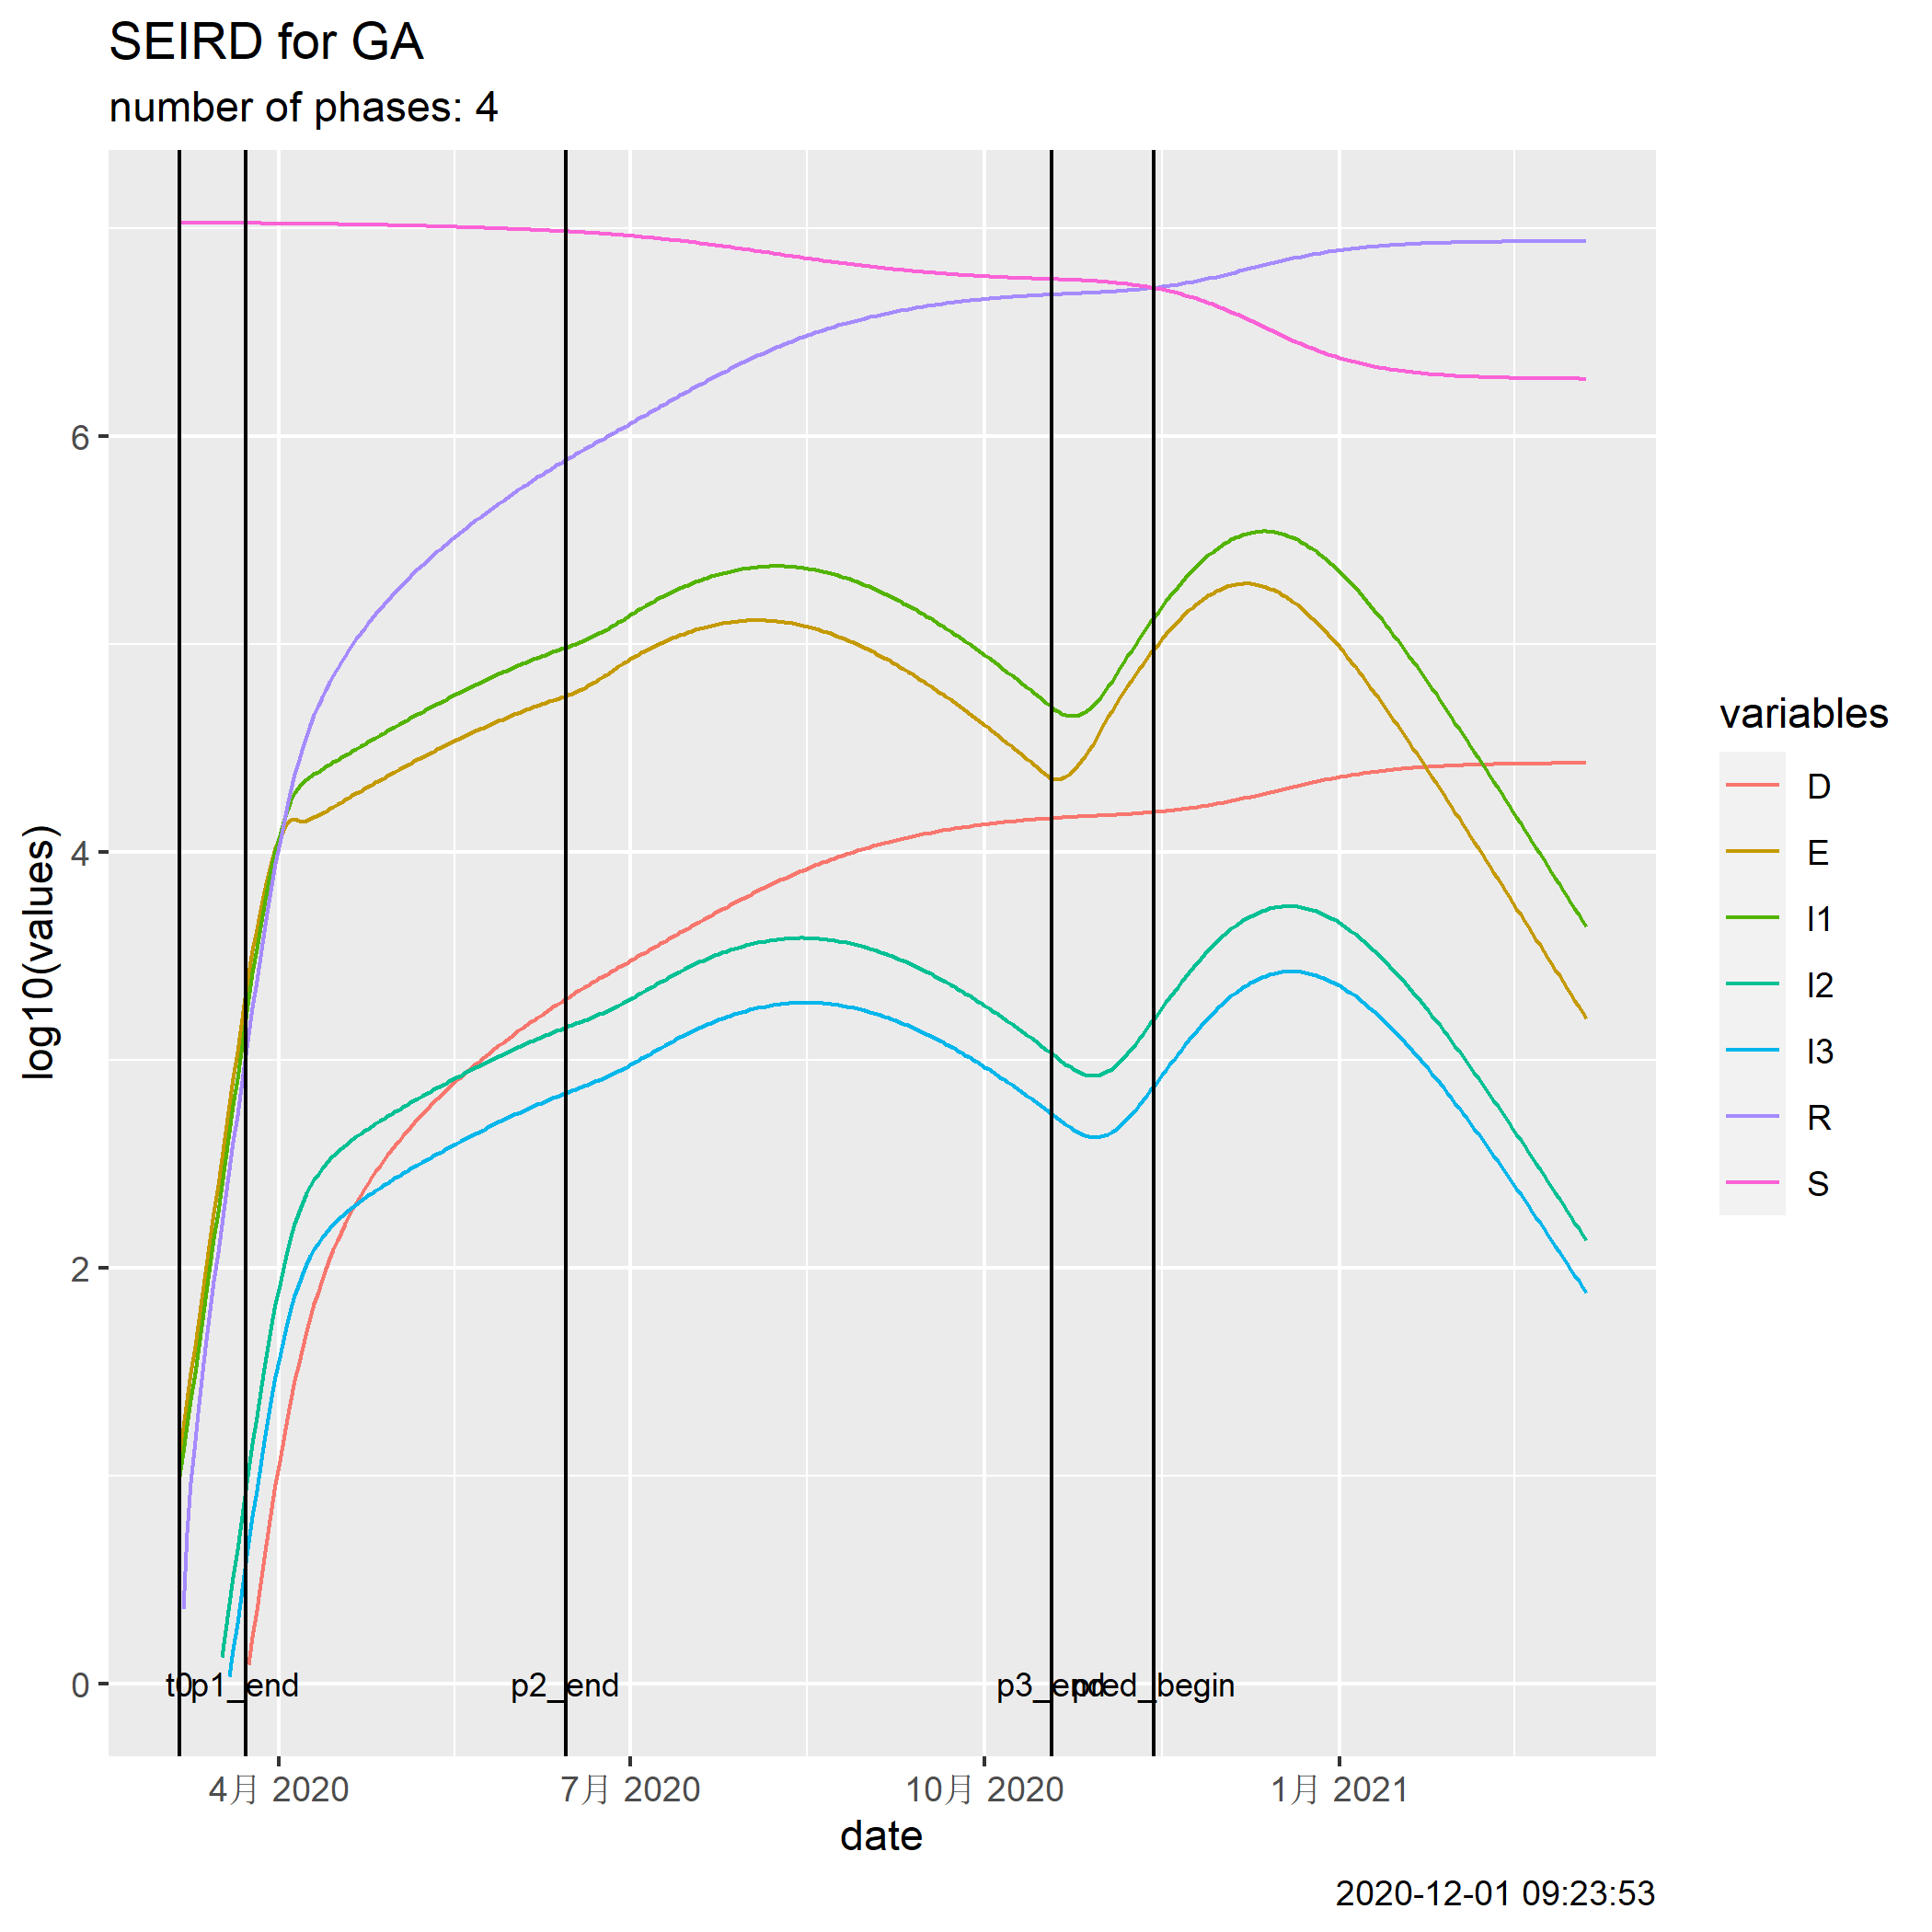 SEIRD for GA
number of phases: 4
log10(values)
6
4
2
0
t0
p1_end
p2_end
p3_end
pred_begin
4月 2020
7月 2020
10月 2020
1月 2021
date
variables
D
E
I1
I2
I3
R
S
2020-12-01 09:23:53